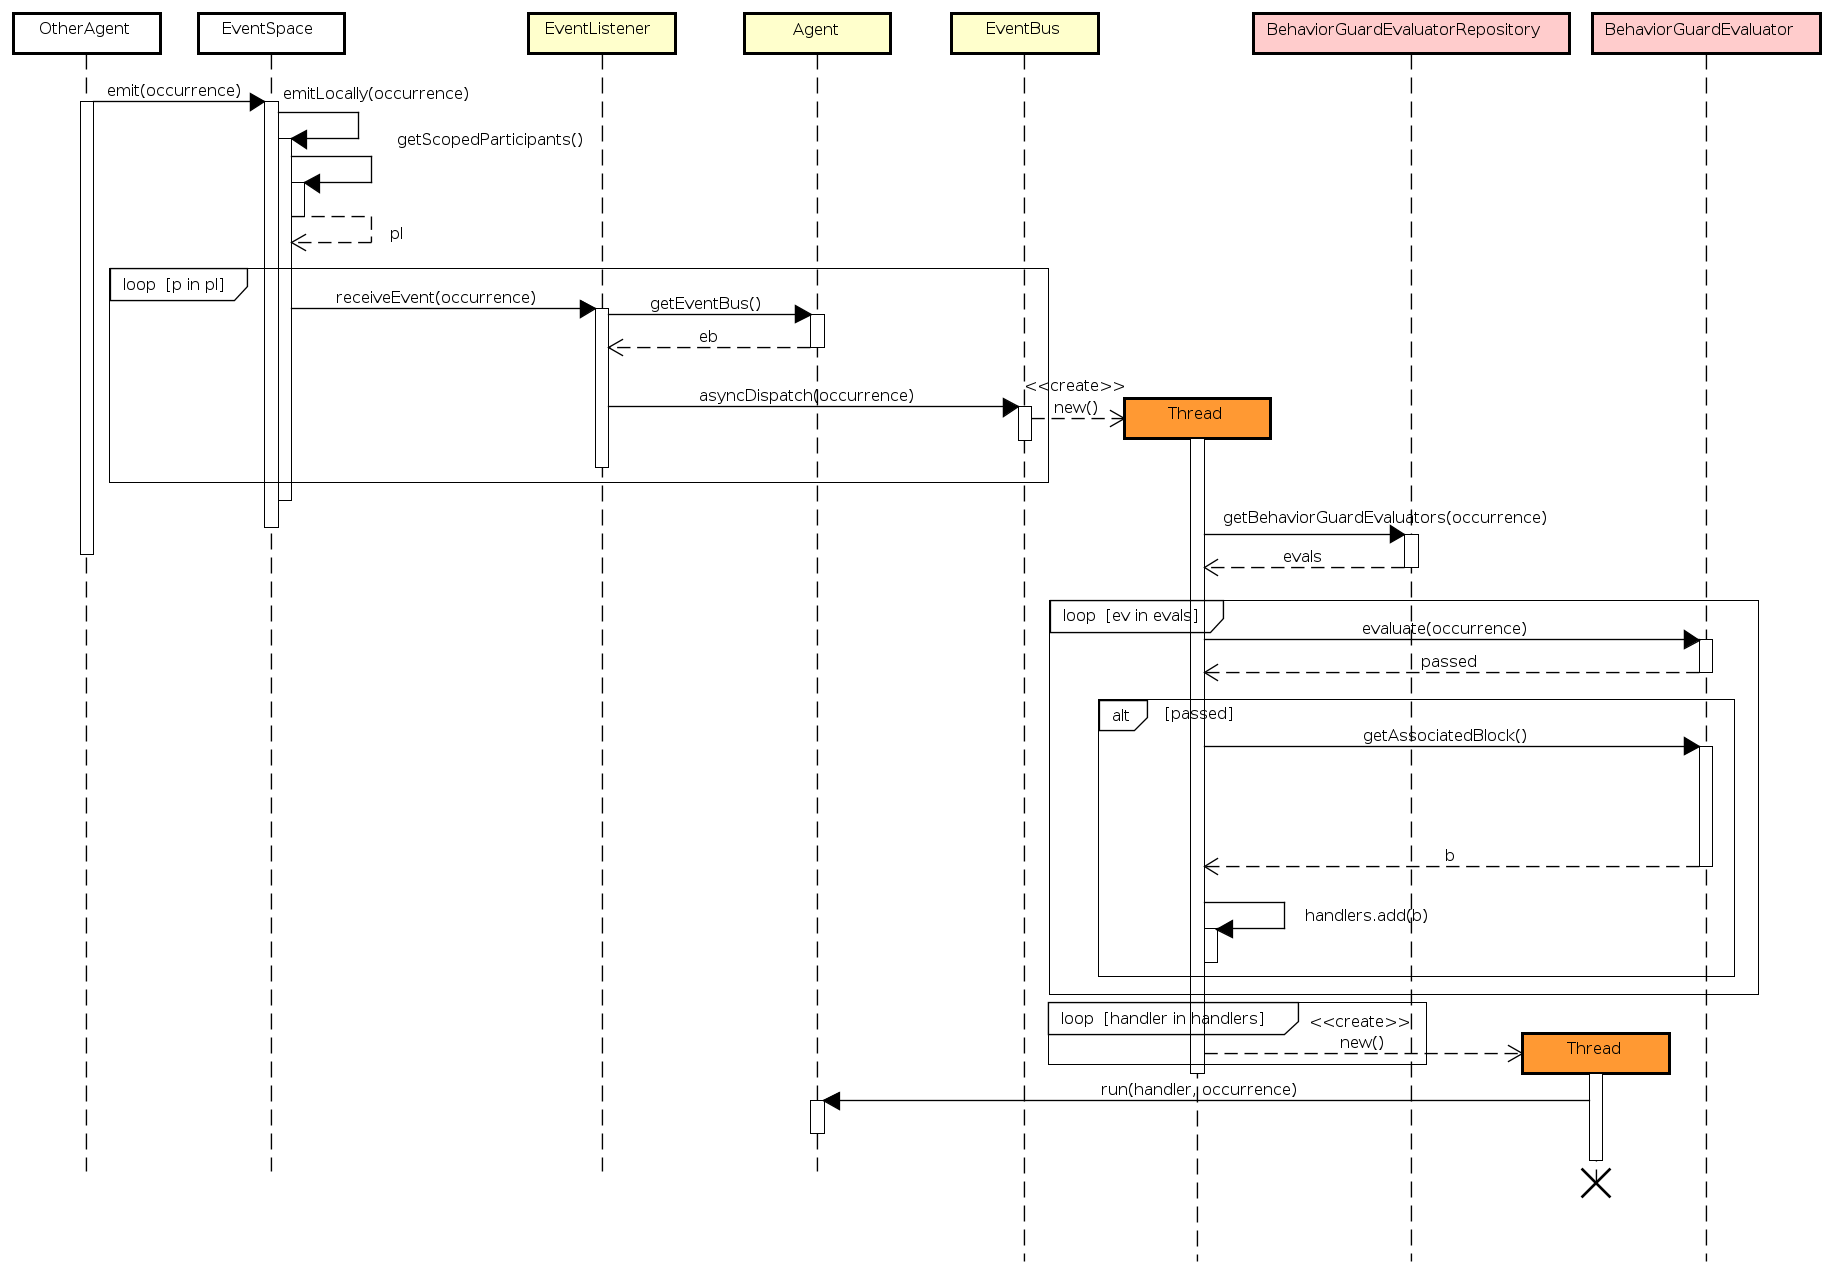 OtherAgent
EventSpace
EventListener
Agent
EventBus
BehaviorGuardEvaluatorRepository
BehaviorGuardEvaluator
emit(occurrence)
emitLocally(occurrence)
getScopedParticipants()
pl
loop [p in pl]
receiveEvent(occurrence)
getEventBus()
eb
asyncDispatch(occurrence)
<<create>>
new()
Thread
getBehaviorGuardEvaluators(occurrence)
evals
loop [ev in evals]
evaluate(occurrence)
passed
alt [passed]
getAssociatedBlock()
b
handlers.add(b)
loop [handler in handlers]
<<create>>
new()
Thread
run(handler, occurrence)